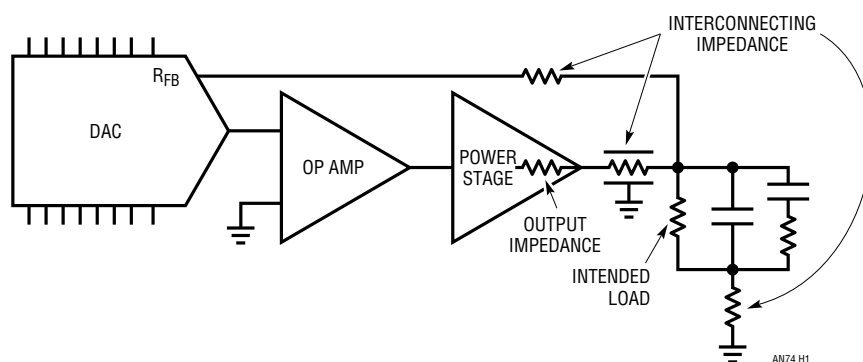 INTERCONNECTING
IMPEDANCE
RFB
DAC
OP AMP
POWER
STAGE
OUTPUT
IMPEDANCE
INTENDED
LOAD
AN74 H1